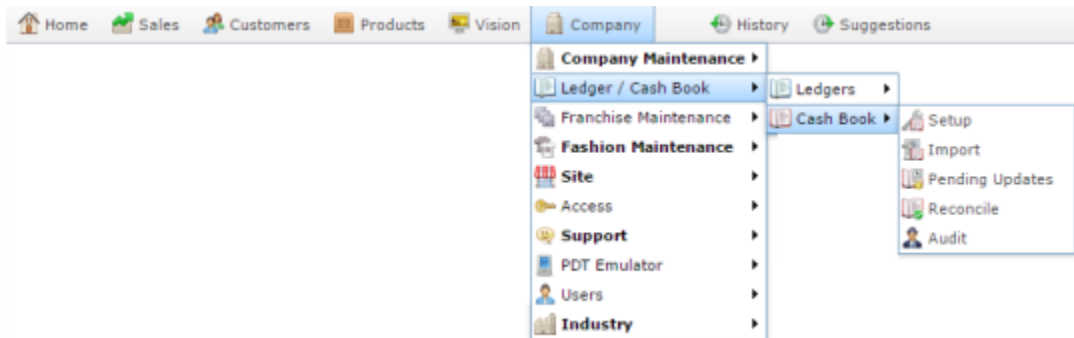 Home Sales Customers Products Vision Company History Suggestions
Company Maintenance
Ledger / Cash Book Ledgers
Franchise Maintenance Cash Book Setup
Fashion Maintenance Import
Site Pending Updates
Access Reconcile
Support Audit
PDT Emulator
Users
Industry